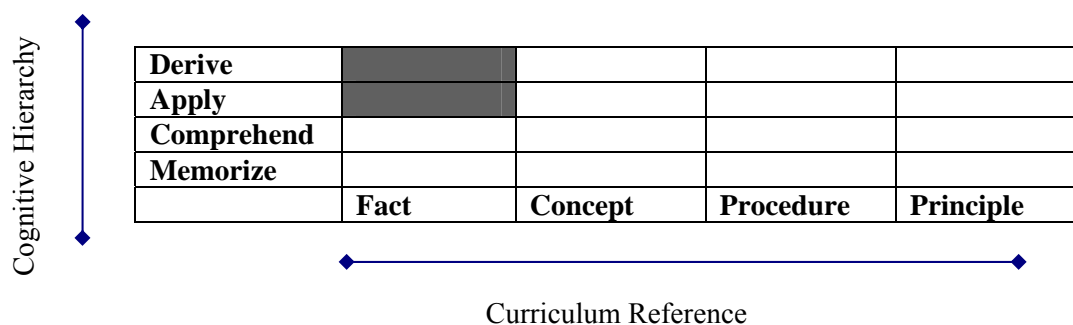 Cognitive Hierarchy
Derive
Apply
Comprehend
Memorize
Fact Concept Procedure Principle
Curriculum Reference